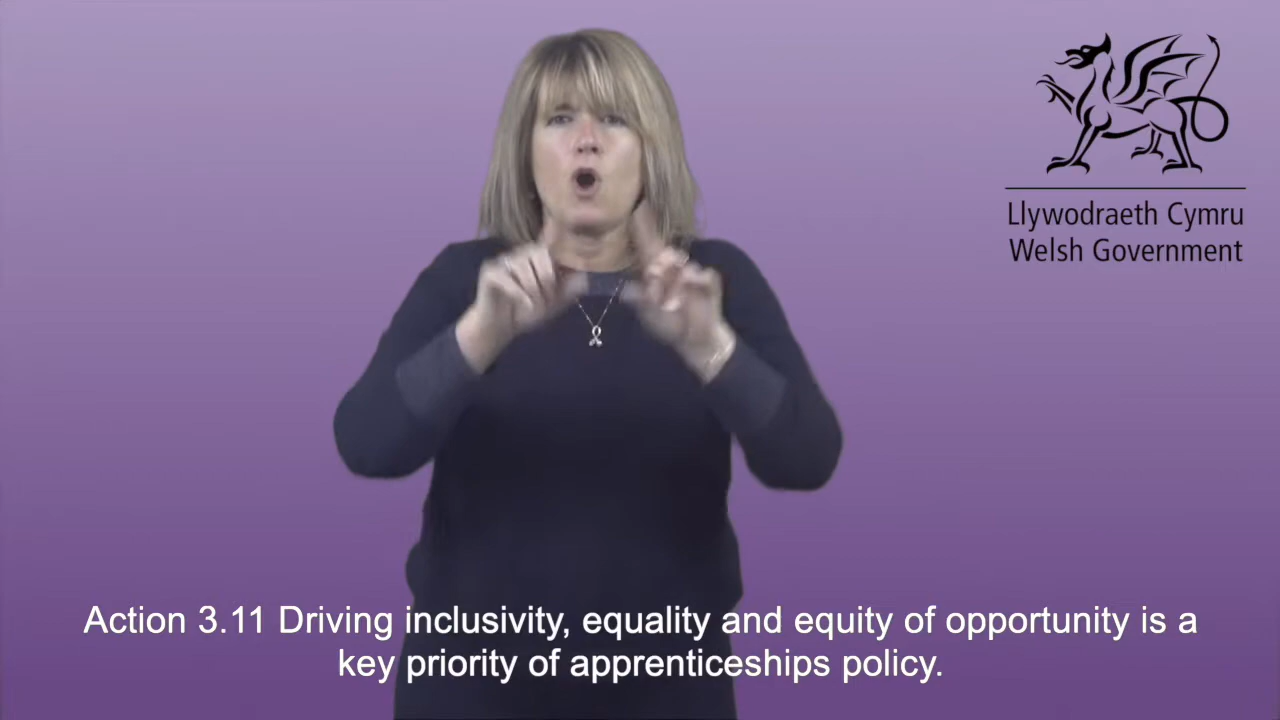 Llywodraeth Cymru
Welsh Government
Action 3.11 Driving inclusivity, equality and equity of opportunity is a
key priority of apprenticeships policy.